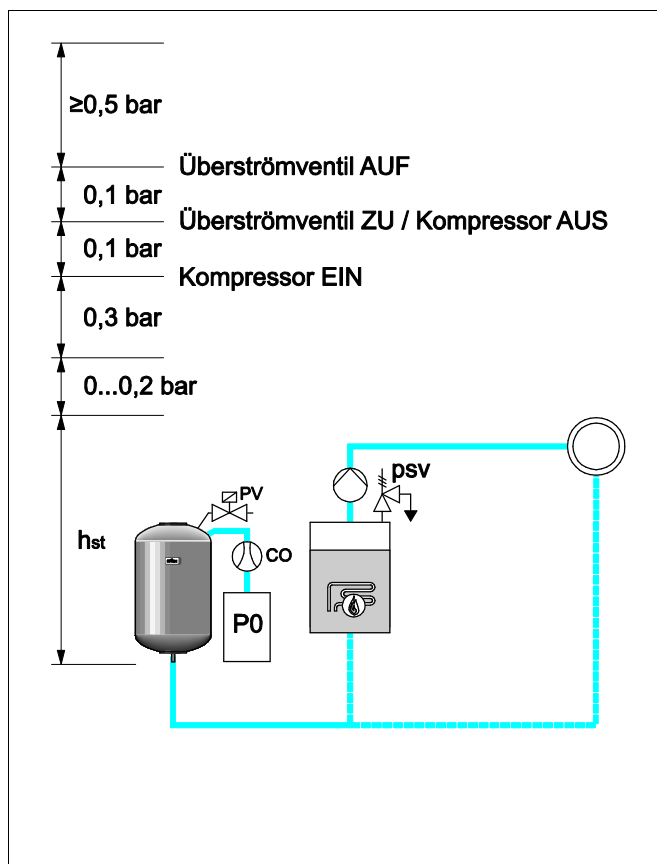 ≥0,5 bar
Überströmventil AUF
0,1 bar
Überströmventil ZU / Kompressor AUS
0,1 bar
Kompressor EIN
0,3 bar
0...0,2 bar
psv
PV
hst
CO
P0